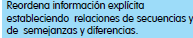 Reordena información explícita
estableciendo relaciones de secuencias y
de semejanzas y diferencias.